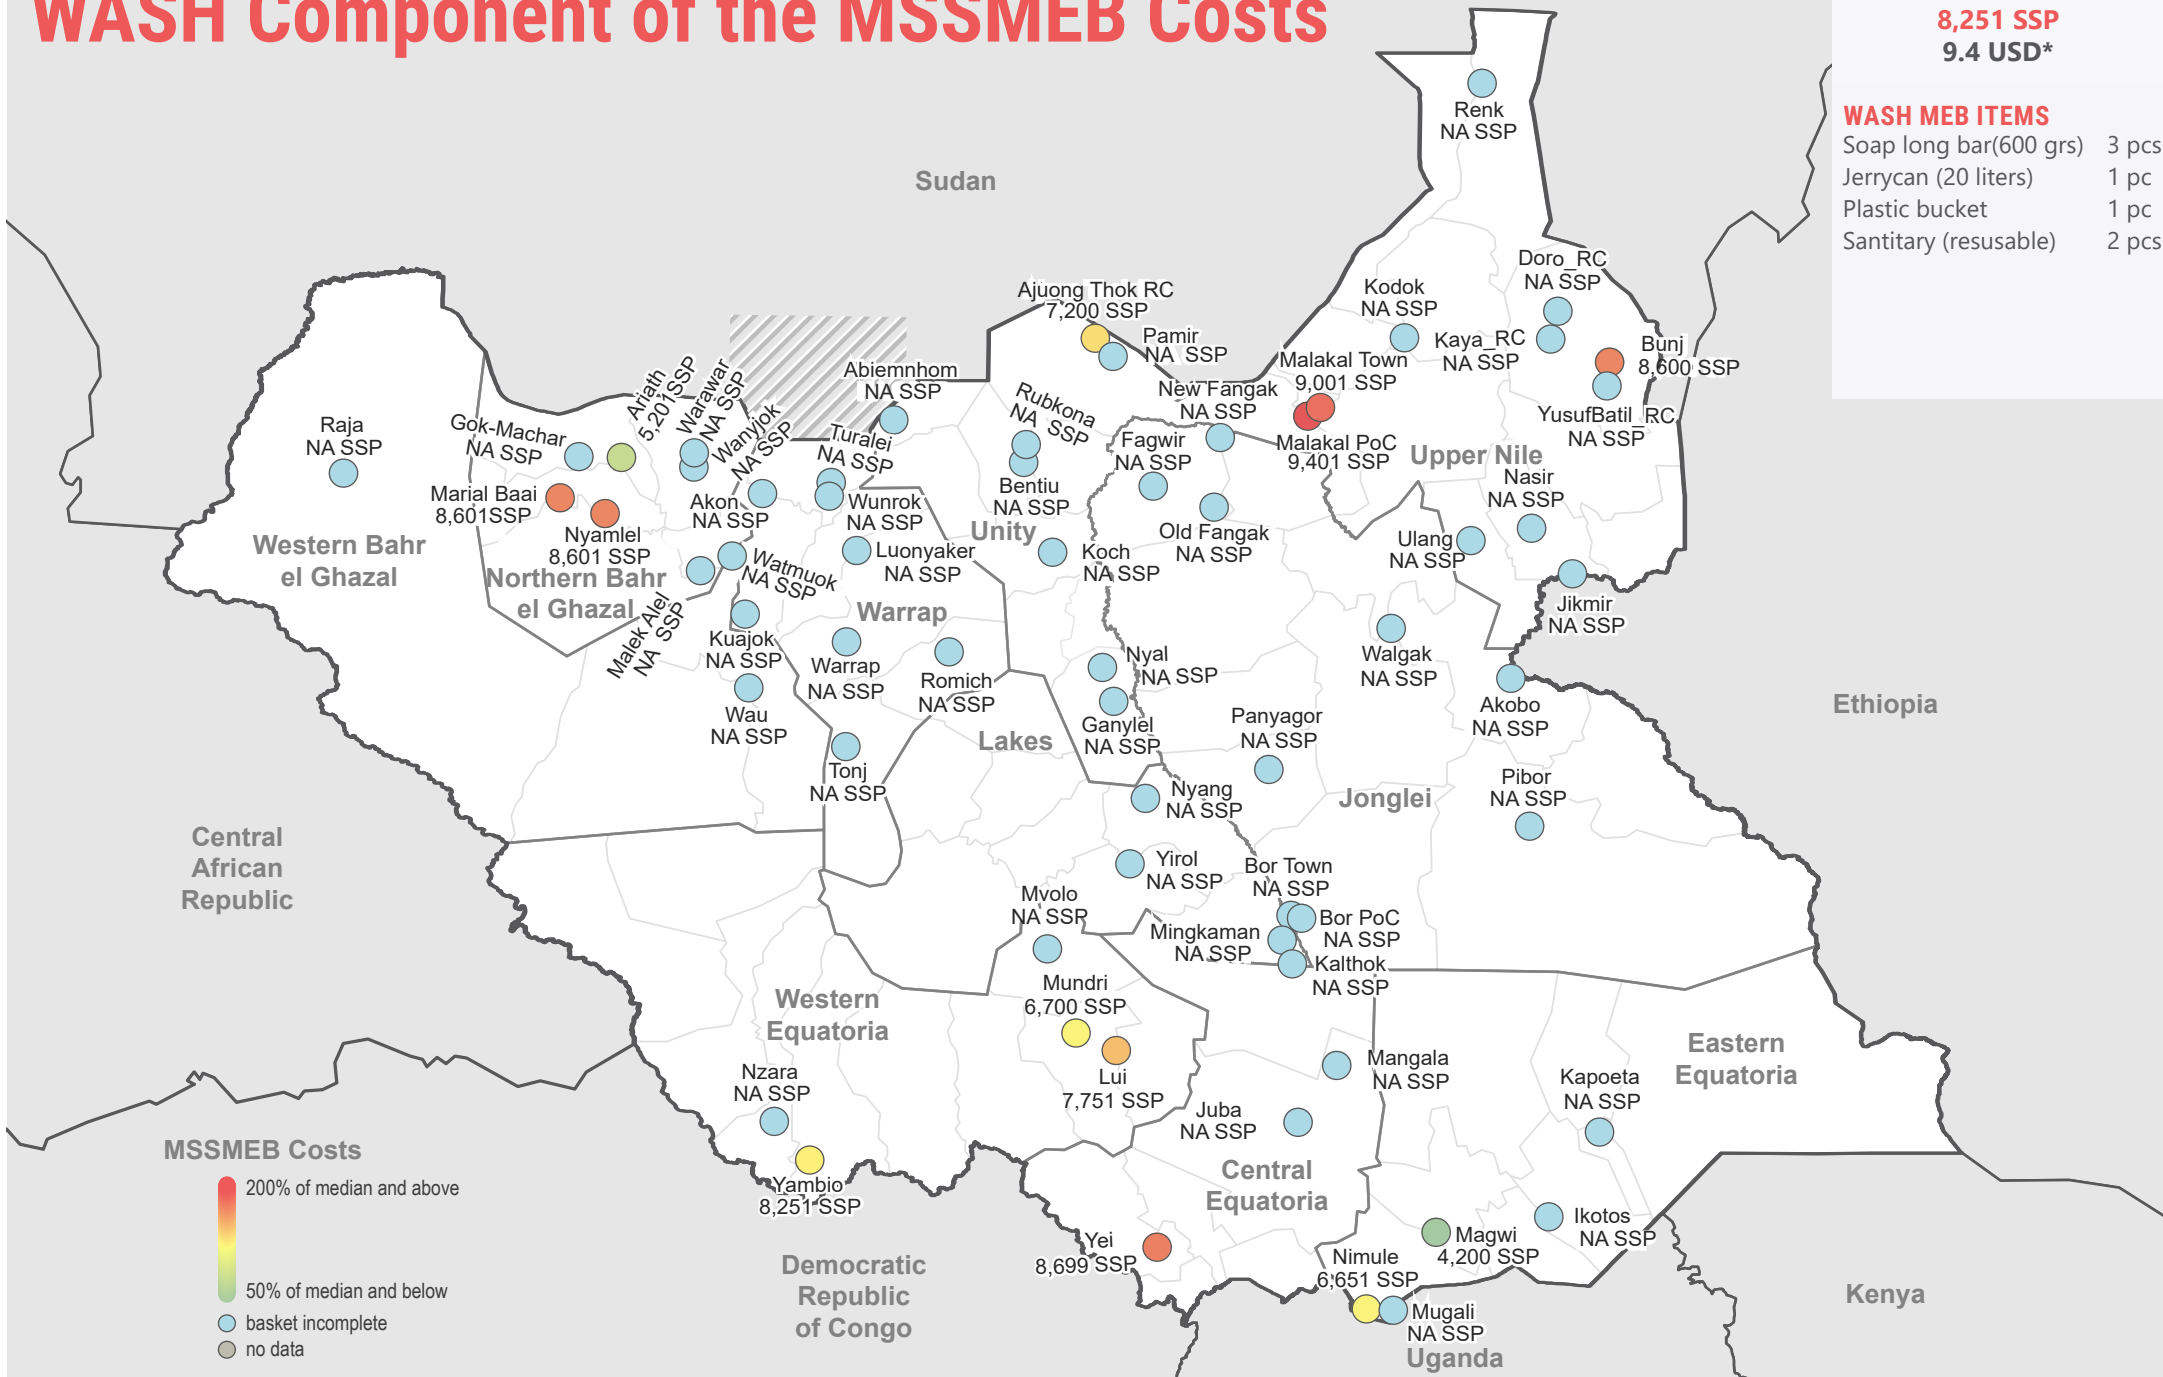 WASH Component of the MSSMEB Costs
8,251 SSP
9.4 USD*
WASH MEB ITEMS
Soap long bar(600 grs) 3 pcs
Jerrycan (20 liters) 1 pc
Plastic bucket 1 pc
Santitary (resusable) 2 pcs
Renk
NA SSP
Sudan
Doro_RC
NA SSP
Kodok
NA SSP
Kaya_RC
NA SSP
Bunj
8,600 SSP
YusufBatil_RC
NA SSP
Ajuong Thok RC
7,200 SSP
Pamir
NA SSP
Malakal Town
9,001 SSP
New Fangak
NA SSP
Malakal PoC
9,401 SSP
Upper Nile
Abiemnhom
NA SSP
Rubkona
NA SSP
Fagwir
NA SSP
Ariath
5,201SSP
Warawar
NA SSP
Wanyjok
NA SSP
Turalei
NA SSP
Raja
NA SSP
Gok-Machar
NA SSP
Marial Baai
8,601SSP
Nyamlel
8,601 SSP
Akon
NA SSP
Wunrok
NA SSP
Bentiu
NA SSP
Unity
Nasir
NA SSP
Old Fangak
NA SSP
Ulang
NA SSP
Western Bahr
el Ghazal
Northern Bahr
el Ghazal
Watmuok
NA SSP
Luonyaker
NA SSP
Koch
NA SSP
Jikmir
NA SSP
Malek Alel
NA SSP
Kuajok
NA SSP
Warrap
Warrap
NA SSP
Romich
NA SSP
Nyal
NA SSP
Walgak
NA SSP
Akobo
NA SSP
Ethiopia
Wau
NA SSP
Lakes
Ganylel
NA SSP
Panyagor
NA SSP
Tonj
NA SSP
Nyang
NA SSP
Jonglei
Pibor
NA SSP
Central
African
Republic
Yirol
NA SSP
Bor Town
NA SSP
Mvolo
NA SSP
Bor PoC
NA SSP
Mingkaman
NA SSP
Kalthok
NA SSP
Mundri
6,700 SSP
Western
Equatoria
Lui
7,751 SSP
Mangala
NA SSP
Eastern
Equatoria
Nzara
NA SSP
Juba
NA SSP
Kapoeta
NA SSP
Central
Equatoria
Yambio
8,251 SSP
Yei
8,699 SSP
Magwi
4,200 SSP
Ikotos
NA SSP
Nimule
6,651 SSP
Mugali
NA SSP
Democratic
Republic
of Congo
Kenya
Uganda
MSSMEB Costs
200% of median and above
50% of median and below
basket incomplete
no data